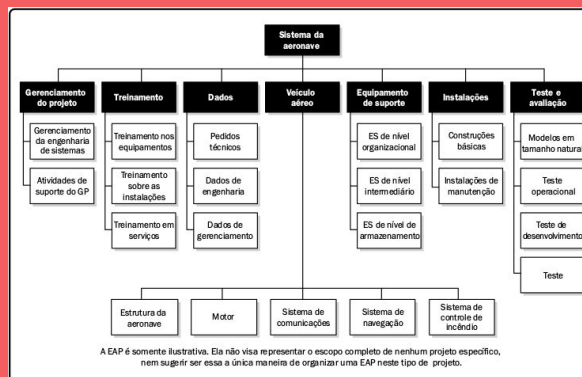 Sistema da
aeronave
Gerenciamento
do projeto
Treinamento
Dados
Veículo
aéreo
Equipamento
de suporte
Instalações
Teste e
avaliação
Gerenciamento
da engenharia
de sistemas
Atividades de
suporte do GP
Treinamento nos
equipamentos
Treinamento
sobre as
instalações
Treinamento em
serviços
Pedidos
técnicos
Dados de
engenharia
Dados de
gerenciamento
ES de nível
organizacional
ES de nível
intermediário
ES de nível de
armazenamento
Construções
básicas
Instalações de
manutenção
Modelos em
tamanho natural
Teste
operacional
Teste de
desenvolvimento
Teste
Estrutura da
aeronave
Motor
Sistema de
comunicações
Sistema de
navegação
Sistema de
controle de
incêndio
A EAP é somente ilustrativa. Ela não visa representar o escopo completo de nenhum projeto específico,
nem sugerir ser essa a única maneira de organizar uma EAP neste tipo de projeto.